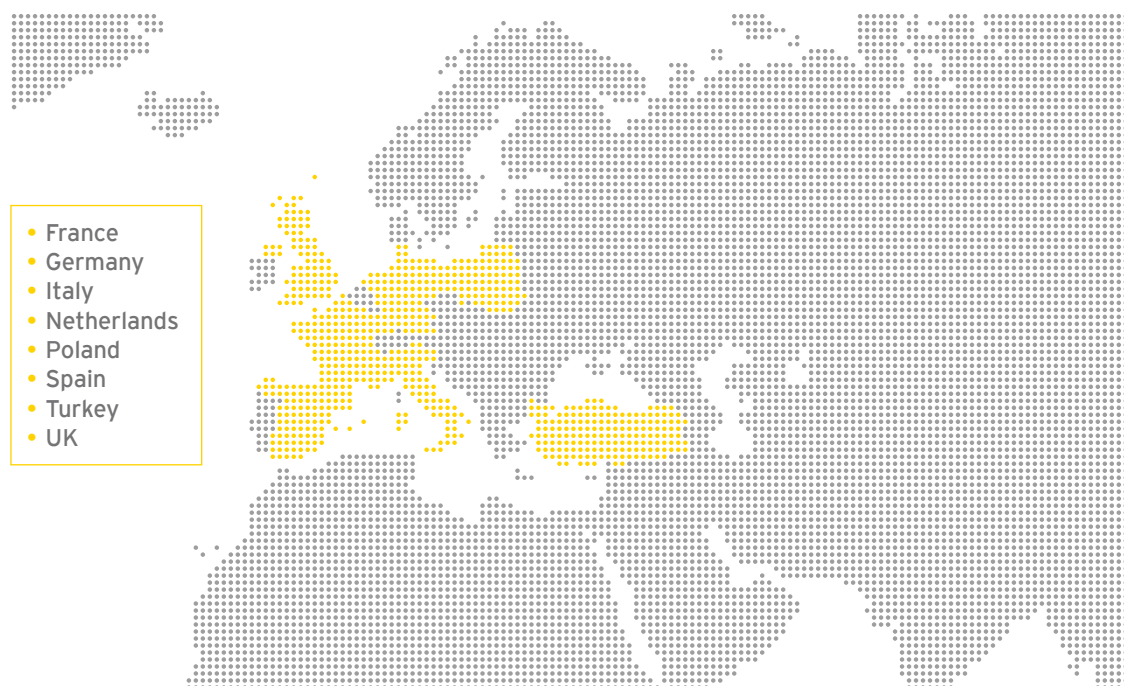 • France
• Germany
• Italy
• Netherlands
• Poland
• Spain
• Turkey
• UK